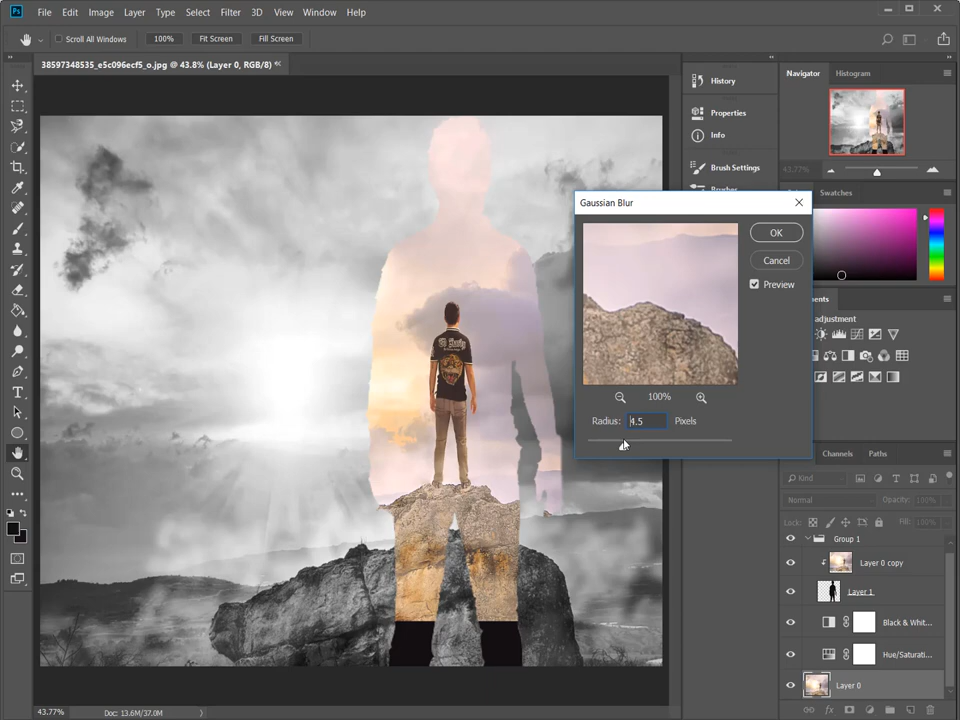 Ps File Edit Image Layer Type Select Filter 3D View Window Help
Scroll All Windows 100% Fit Screen Fill Screen
38597348535_e5c096ecf5_o.jpg @ 43.8% (Layer 0, RGB/8)
History
Properties
Info
Brush Settings
Navigator Histogram
43.77%
Swatches
Gaussian Blur
OK
Cancel
Preview
100%
Radius: 4.5 Pixels
adjustment
Channels Paths
Kind
Normal Opacity: 100%
Lock: Fill: 100%
Group 1
Layer 0 copy
Layer 1
Black & Whit...
Hue/Saturati...
Layer 0
43.77% Doc: 13.6M/37.0M